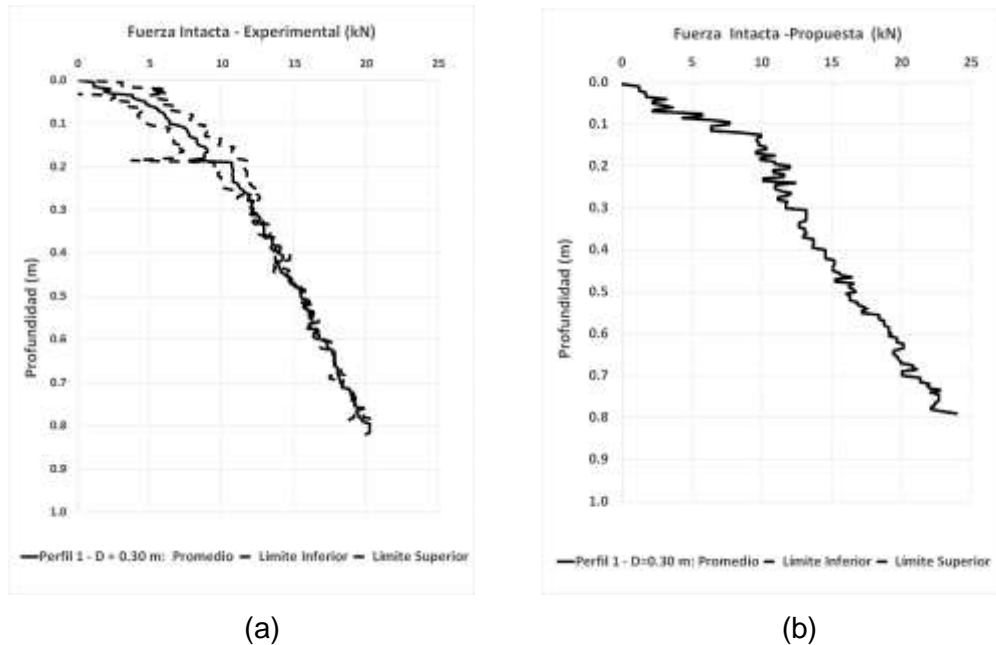 Fuerza Intacta - Experimental (kN)
0 5 10 15 20 25
0.0
0.1
0.2
0.3
0.4
0.5
0.6
0.7
0.8
0.9
1.0
Profundidad (m)
Perfil 1 - D = 0.30 m: Promedio Limite Inferior Limite Superior
(a)
Fuerza Intacta -Propuesta (kN)
0 5 10 15 20 25
0.0
0.1
0.2
0.3
0.4
0.5
0.6
0.7
0.8
0.9
1.0
Profundidad (m)
Perfil 1 - D=0.30 m: Promedio Limite Inferior Limite Superior
(b)